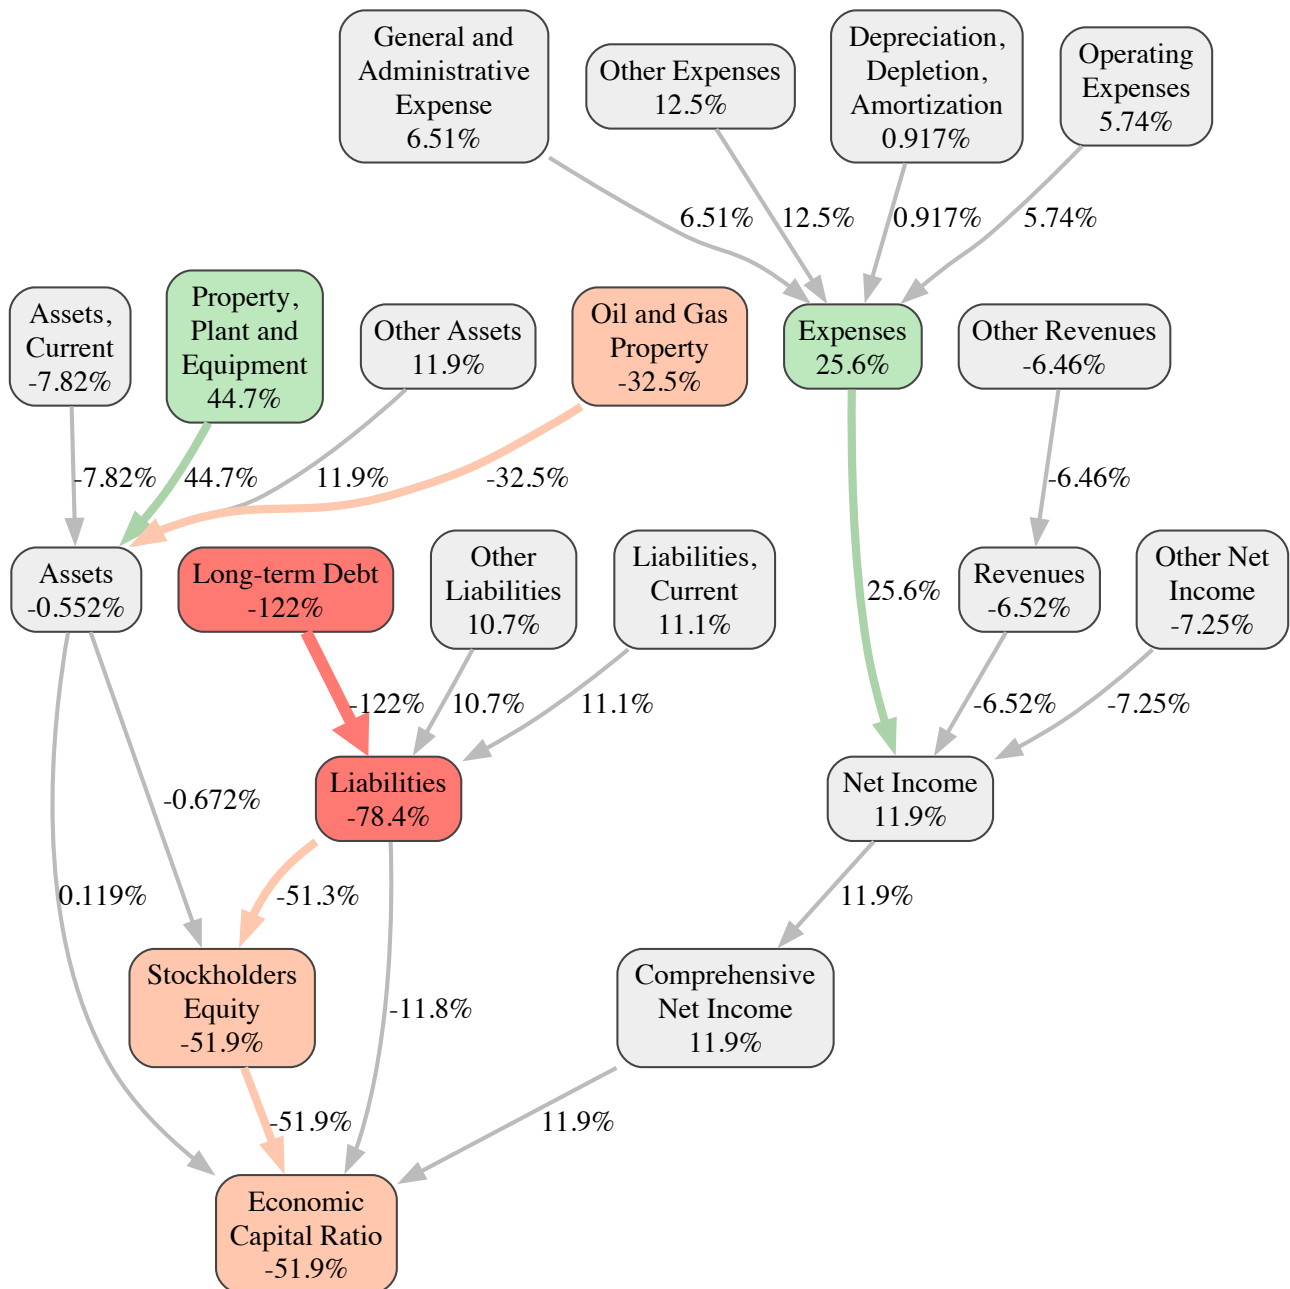 General and
Administrative
Expense
6.51%
Other Expenses
12.5%
Depreciation,
Depletion,
Amortization
0.917%
Operating
Expenses
5.74%
6.51%
12.5%
0.917%
5.74%
Assets,
Current
-7.82%
Property,
Plant and
Equipment
44.7%
Other Assets
11.9%
Oil and Gas
Property
-32.5%
Expenses
25.6%
Other Revenues
-6.46%
-7.82%
44.7%
11.9%
-32.5%
-6.46%
Assets
-0.552%
Long-term Debt
-122%
Other
Liabilities
10.7%
Liabilities,
Current
11.1%
25.6%
Revenues
-6.52%
Other Net
Income
-7.25%
-122%
10.7%
11.1%
-6.52%
-7.25%
-0.672%
Liabilities
-78.4%
Net Income
11.9%
0.119%
-51.3%
11.9%
Stockholders
Equity
-51.9%
-11.8%
Comprehensive
Net Income
11.9%
-51.9%
11.9%
Economic
Capital Ratio
-51.9%